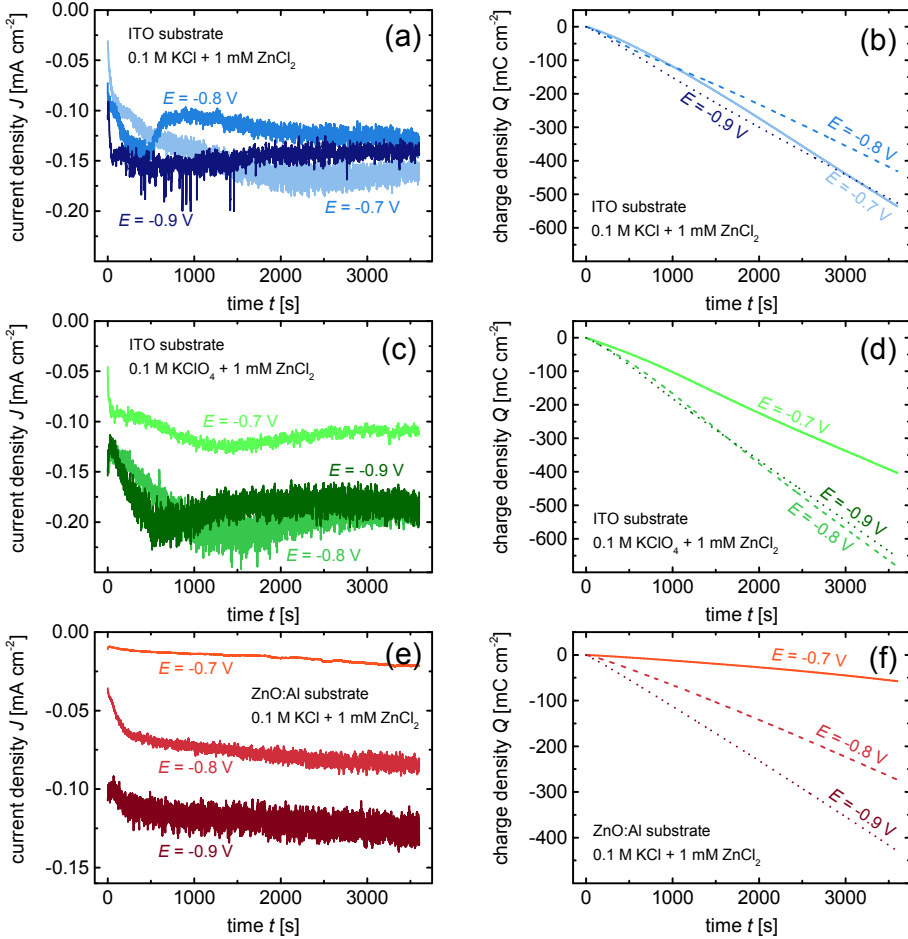 (a)
ITO substrate
0.1 M KCl + 1 mM ZnCl₂
E = -0.8 V
E = -0.7 V
E = -0.9 V
0.00
-0.05
-0.10
-0.15
-0.20
current density J [mA cm⁻²]
0 1000 2000 3000
time t [s]
(b)
E = -0.9 V
E = -0.8 V
E = -0.7 V
ITO substrate
0.1 M KCl + 1 mM ZnCl₂
0
-100
-200
-300
-400
-500
-600
charge density Q [mC cm⁻²]
0 1000 2000 3000
time t [s]
(c)
ITO substrate
0.1 M KClO₄ + 1 mM ZnCl₂
E = -0.7 V
E = -0.9 V
E = -0.8 V
0.00
-0.05
-0.10
-0.15
-0.20
current density J [mA cm⁻²]
0 1000 2000 3000
time t [s]
(d)
E = -0.7 V
E = -0.9 V
E = -0.8 V
ITO substrate
0.1 M KClO₄ + 1 mM ZnCl₂
0
-100
-200
-300
-400
-500
-600
charge density Q [mC cm⁻²]
0 1000 2000 3000
time t [s]
(e)
E = -0.7 V
ZnO:Al substrate
0.1 M KCl + 1 mM ZnCl₂
E = -0.8 V
E = -0.9 V
0.00
-0.05
-0.10
-0.15
current density J [mA cm⁻²]
0 1000 2000 3000
time t [s]
(f)
E = -0.7 V
E = -0.8 V
E = -0.9 V
ZnO:Al substrate
0.1 M KCl + 1 mM ZnCl₂
0
-100
-200
-300
-400
charge density Q [mC cm⁻²]
0 1000 2000 3000
time t [s]